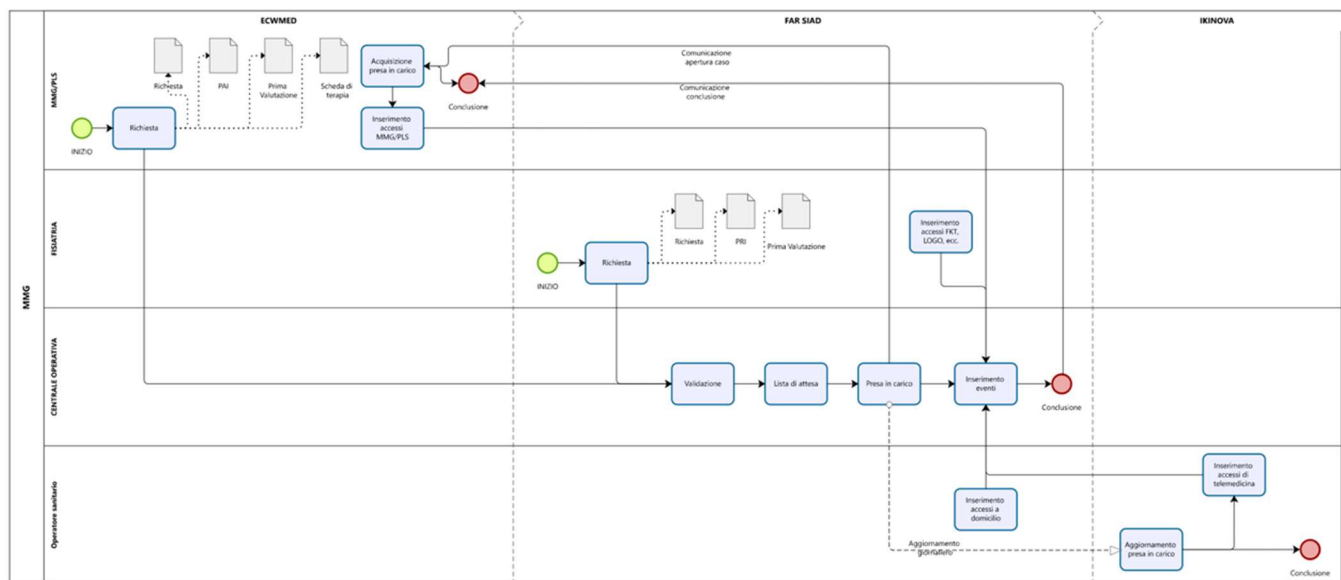 ECWMED
FAR SIAD
IKINOVA
MMG
MMG/PLS
Richiesta
PAI
Prima
Valutazione
Scheda di
terapia
Acquisizione
presa in carico
Conclusione
Comunicazione
apertura caso
Comunicazione
conclusione
INIZIO
Richiesta
Inserimento
accessi
MMG/PLS
FISIATRIA
Richiesta
PRI
Prima Valutazione
INIZIO
Richiesta
Inserimento
accessi FKT,
LOGO, ecc.
CENTRALE OPERATIVA
Validazione
Lista di attesa
Presa in carico
Inserimento
eventi
Conclusione
Operatore sanitario
Inserimento
accessi a
domicilio
Inserimento
accessi di
telemedicina
Aggiornamento
giornaliero
Aggiornamento
presa in carico
Conclusione